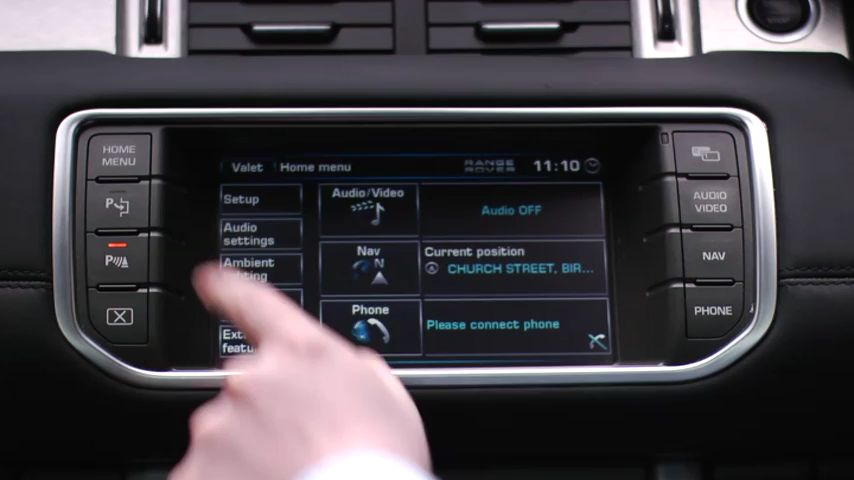 HOME
MENU
P
P
Valet Home menu RANGE
ROVER 11:10
Setup
Audio
settings
Ambient
Audio/Video
Nav
N
Phone
Audio OFF
Current position
CHURCH STREET, BIR...
Please connect phone
AUDIO
VIDEO
NAV
PHONE